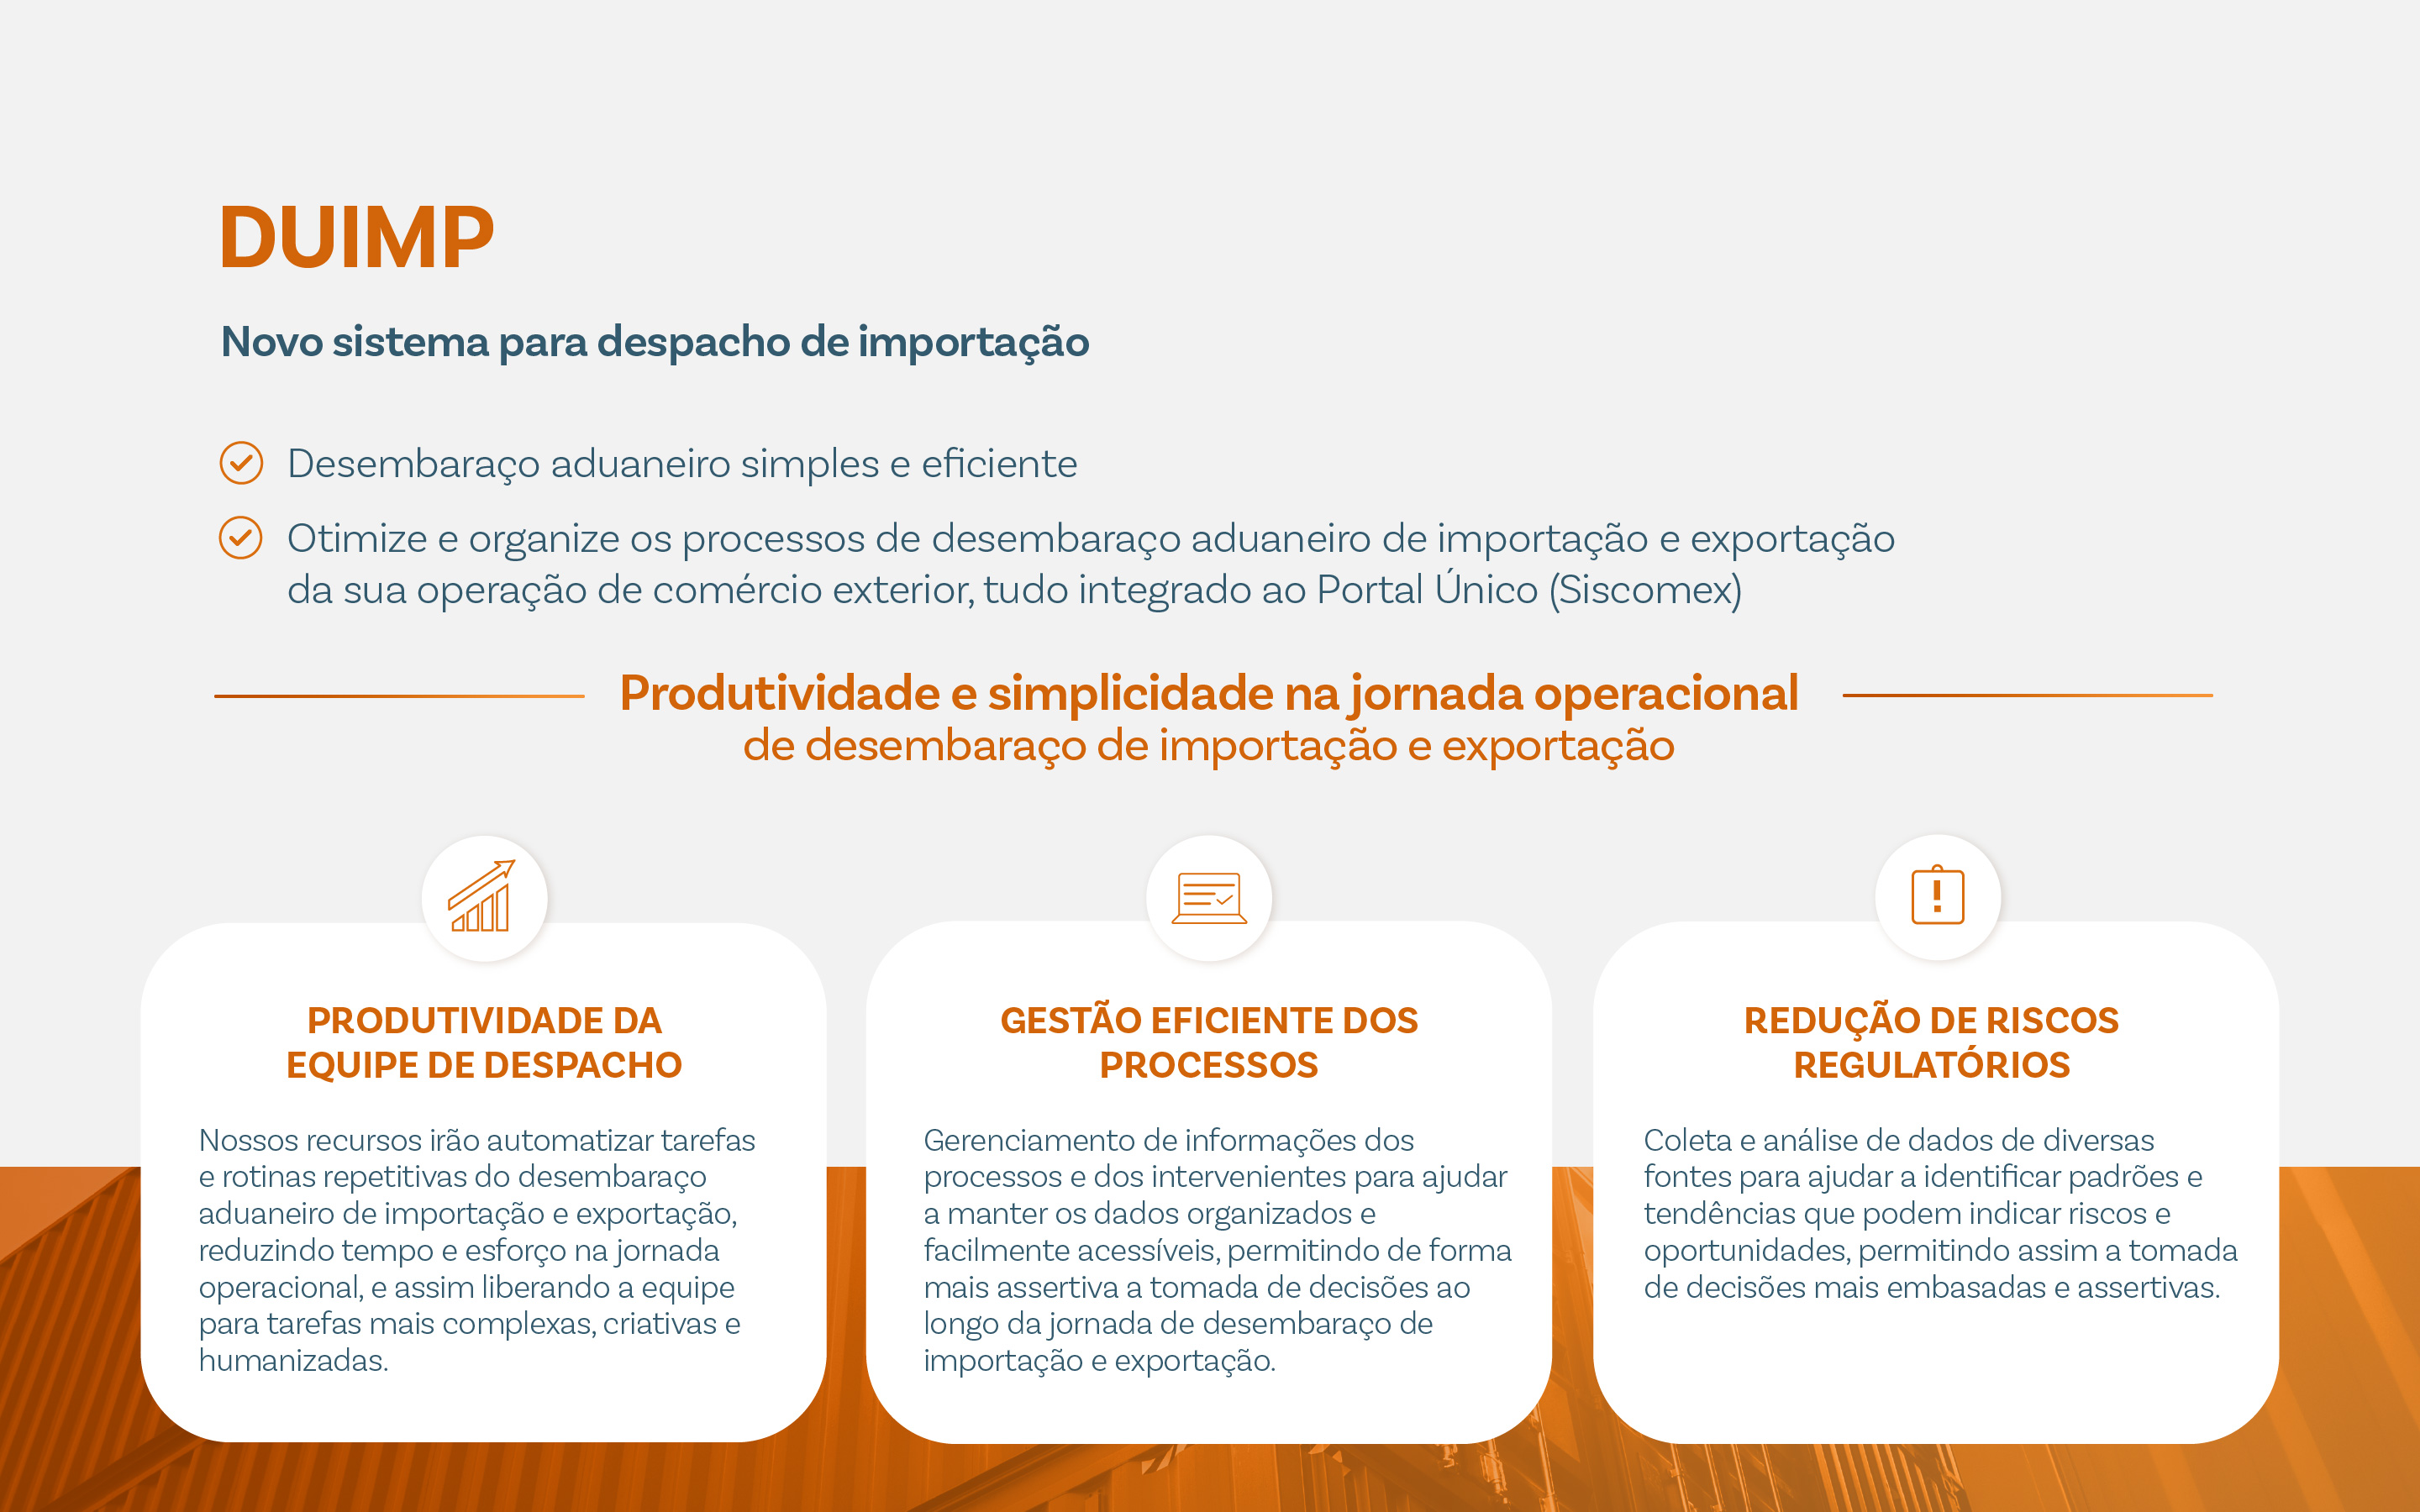 DUIMP
Novo sistema para despacho de importação
Desembaraço aduaneiro simples e eficiente
Otimize e organize os processos de desembaraço aduaneiro de importação e exportação
da sua operação de comércio exterior, tudo integrado ao Portal Único (Siscomex)
Produtividade e simplicidade na jornada operacional
de desembaraço de importação e exportação
PRODUTIVIDADE DA
EQUIPE DE DESPACHO
Nossos recursos irão automatizar tarefas
e rotinas repetitivas do desembaraço
aduaneiro de importação e exportação,
reduzindo tempo e esforço na jornada
operacional, e assim liberando a equipe
para tarefas mais complexas, criativas e
humanizadas.
GESTÃO EFICIENTE DOS
PROCESSOS
Gerenciamento de informações dos
processos e dos intervenientes para ajudar
a manter os dados organizados e
facilmente acessíveis, permitindo de forma
mais assertiva a tomada de decisões ao
longo da jornada de desembaraço de
importação e exportação.
REDUÇÃO DE RISCOS
REGULATÓRIOS
Coleta e análise de dados de diversas
fontes para ajudar a identificar padrões e
tendências que podem indicar riscos e
oportunidades, permitindo assim a tomada
de decisões mais embasadas e assertivas.